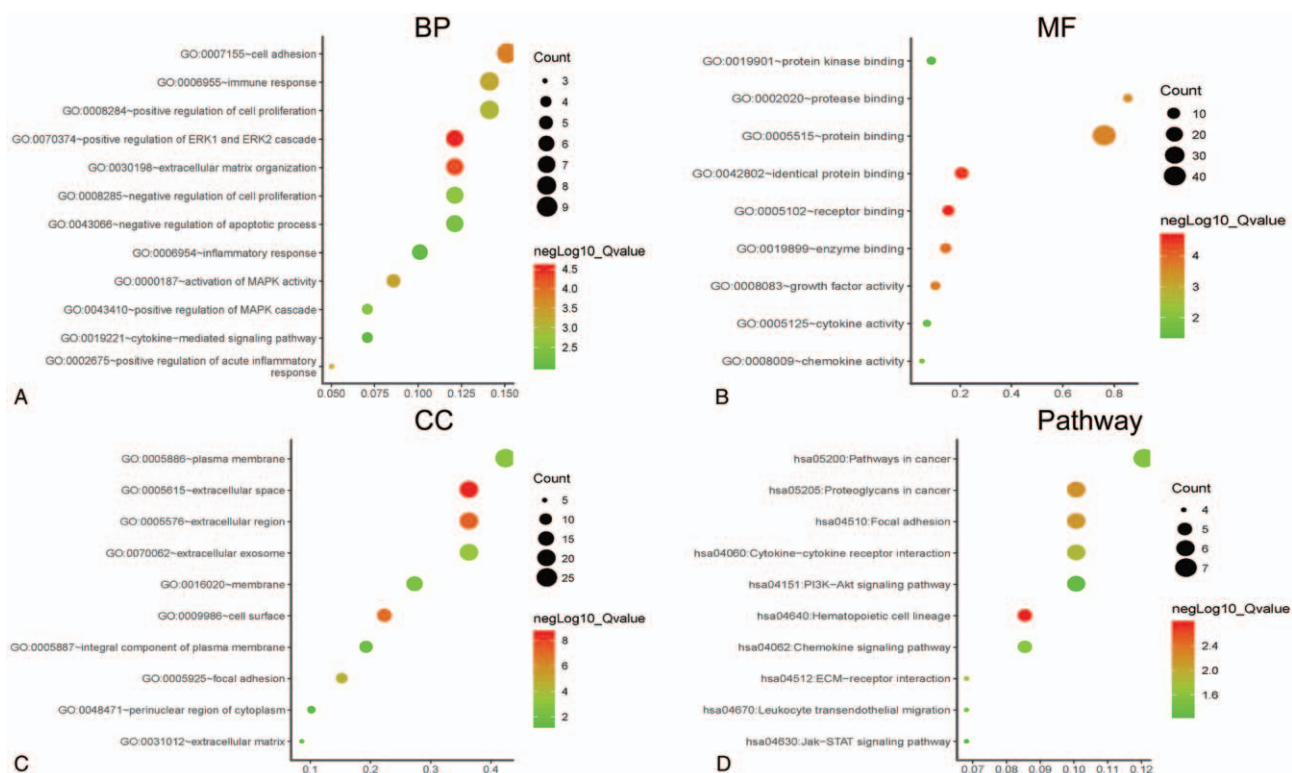 BP
GO:0007155~cell adhesion
GO:0006955~immune response
GO:0008284~positive regulation of cell proliferation
GO:0070374~positive regulation of ERK1 and ERK2 cascade
GO:0030198~extracellular matrix organization
GO:0008285~negative regulation of cell proliferation
GO:0043066~negative regulation of apoptotic process
GO:0006954~inflammatory response
GO:0000187~activation of MAPK activity
GO:0043410~positive regulation of MAPK cascade
GO:0019221~cytokine-mediated signaling pathway
GO:0002675~positive regulation of acute inflammatory
response
0.050 0.075 0.100 0.125 0.150
Count
3
4
5
6
7
8
9
negLog10_Qvalue
4.5
4.0
3.5
3.0
2.5
A
MF
GO:0019901~protein kinase binding
GO:0002020~protease binding
GO:0005515~protein binding
GO:0042802~identical protein binding
GO:0005102~receptor binding
GO:0019899~enzyme binding
GO:0008083~growth factor activity
GO:0005125~cytokine activity
GO:0008009~chemokine activity
0.2 0.4 0.6 0.8
Count
10
20
30
40
negLog10_Qvalue
4
3
2
B
CC
GO:0005886~plasma membrane
GO:0005615~extracellular space
GO:0005576~extracellular region
GO:0070062~extracellular exosome
GO:0016020~membrane
GO:0009986~cell surface
GO:0005887~integral component of plasma membrane
GO:0005925~focal adhesion
GO:0048471~perinuclear region of cytoplasm
GO:0031012~extracellular matrix
0.1 0.2 0.3 0.4
Count
5
10
15
20
25
negLog10_Qvalue
8
6
4
2
C
Pathway
hsa05200:Pathways in cancer
hsa05205:Proteoglycans in cancer
hsa04510:Focal adhesion
hsa04060:Cytokine-cytokine receptor interaction
hsa04151:PI3K-Akt signaling pathway
hsa04640:Hematopoietic cell lineage
hsa04062:Chemokine signaling pathway
hsa04512:ECM-receptor interaction
hsa04670:Leukocyte transendothelial migration
hsa04630:Jak-STAT signaling pathway
0.07 0.08 0.09 0.10 0.11 0.12
Count
4
5
6
7
negLog10_Qvalue
2.4
2.0
1.6
D